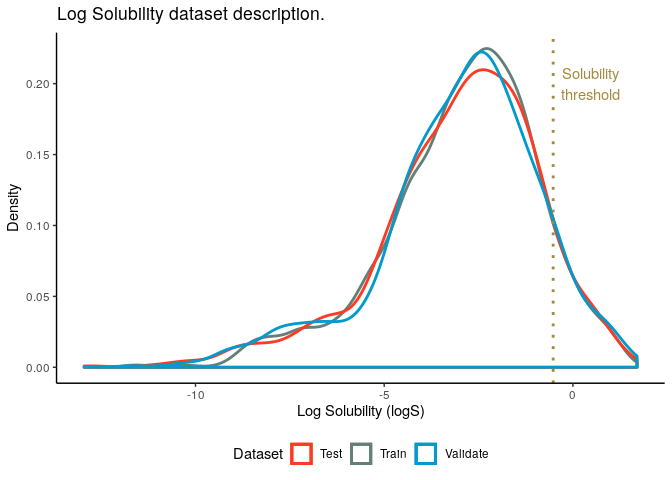 Log Solubility dataset description.
Solubility
threshold
0.20
0.15
0.10
0.05
0.00
Density
-10
-5
0
Log Solubility (logS)
Dataset Test Train Validate